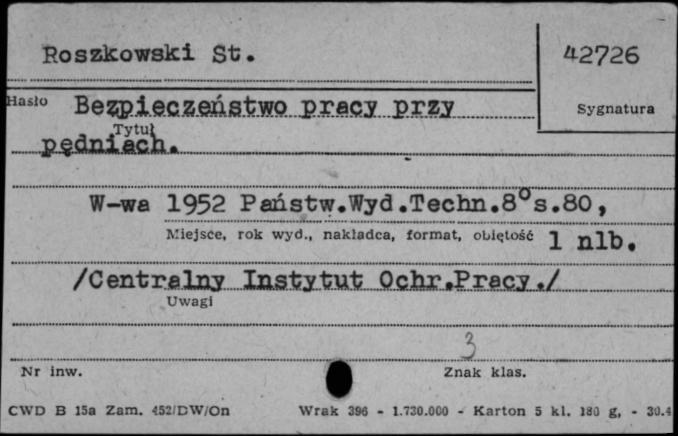 Roszkowski St.
42726
Hasło Bezpieczeństwo pracy przy
Sygnatura
Tytuł
pędniach.
W-wa 1952 Państw.Wyd.Techn.8°s.80,
Miejsce, rok wyd., nakładca, format, objętość 1 nlb.
/Centralny Instytut Ochr.Pracy./
Uwagi
3
Nr inw. Znak klas.
CWD B 15a Zam. 452/DW/On Wrak 396 - 1.730.000 - Karton 5 kl. 180 g, - 30.4